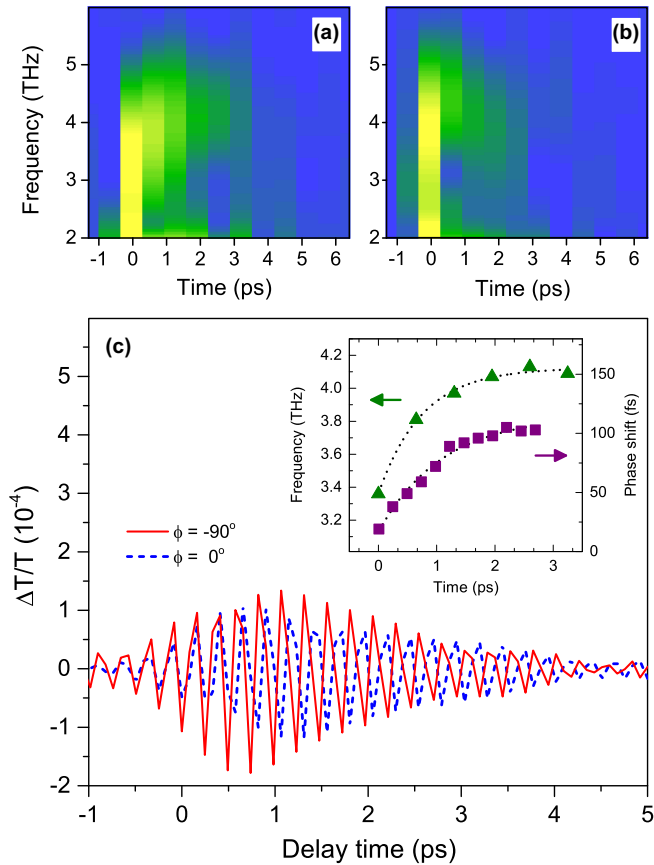 (a)
(b)
Frequency (THz)
5
4
3
2
-1 0 1 2 3 4 5 6
Time (ps)
5
4
3
2
-1 0 1 2 3 4 5 6
Time (ps)
(c)
ΔT/T (10⁻⁴)
5
4
3
2
1
0
-1
-2
-1 0 1 2 3 4 5
Delay time (ps)
ϕ = -90°
ϕ = 0°
Frequency (THz)
4.2
4.0
3.8
3.6
3.4
3.2
0 1 2 3
Time (ps)
150
100
50
0
Phase shift (fs)